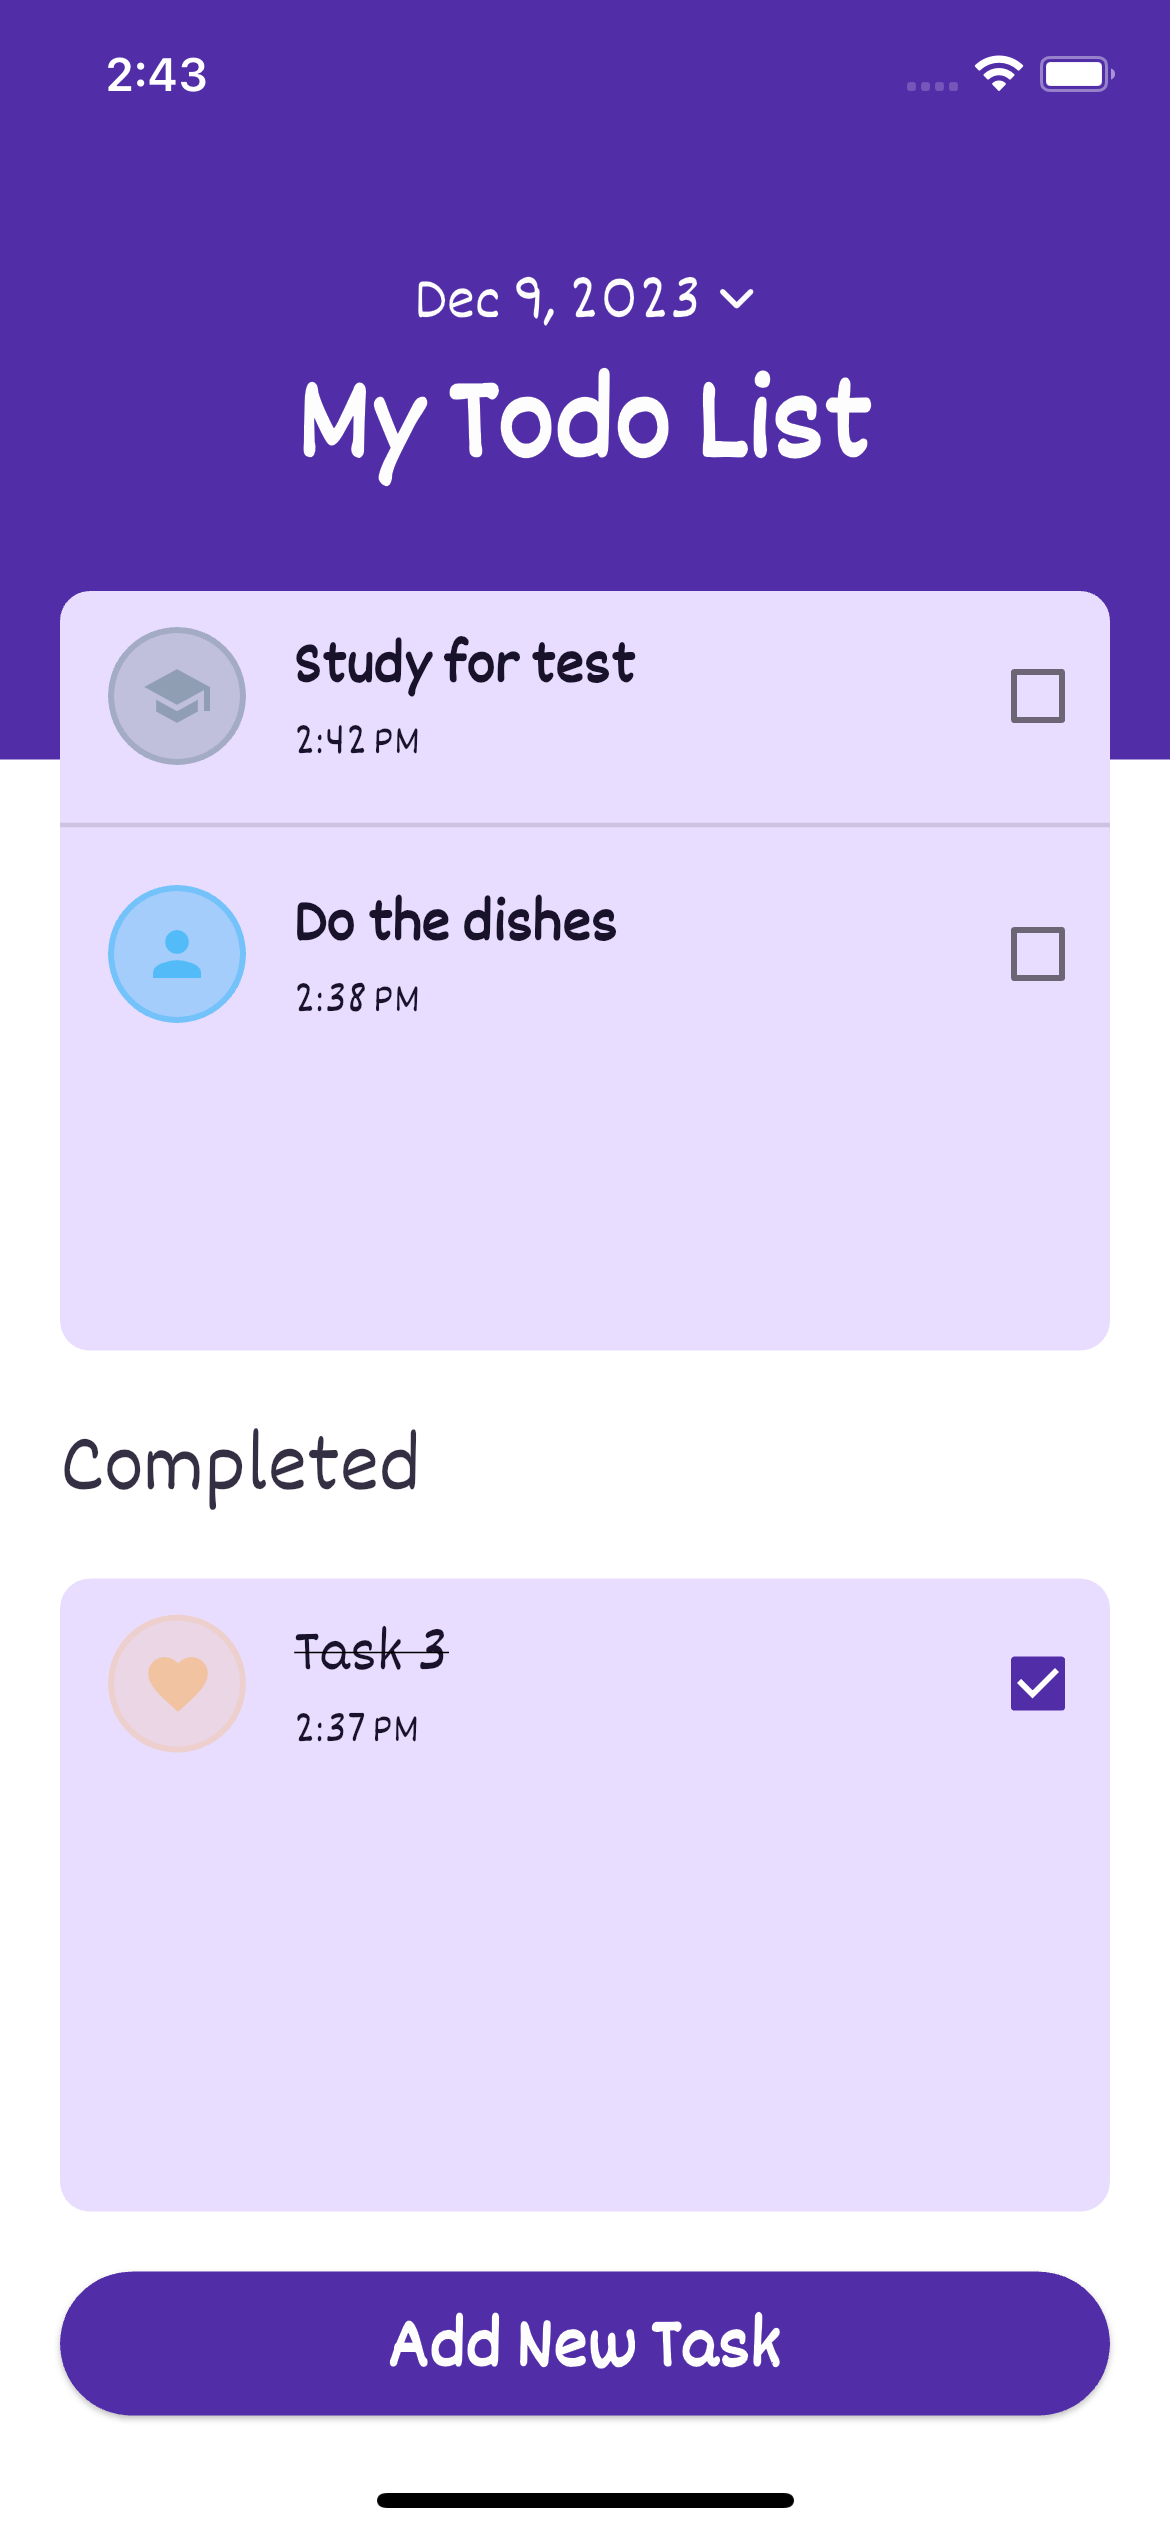 2:43
Dec 9, 2023
My Todo List
Study for test
2:42 PM
Do the dishes
2:38 PM
Completed
Task 3
2:37 PM
Add New Task